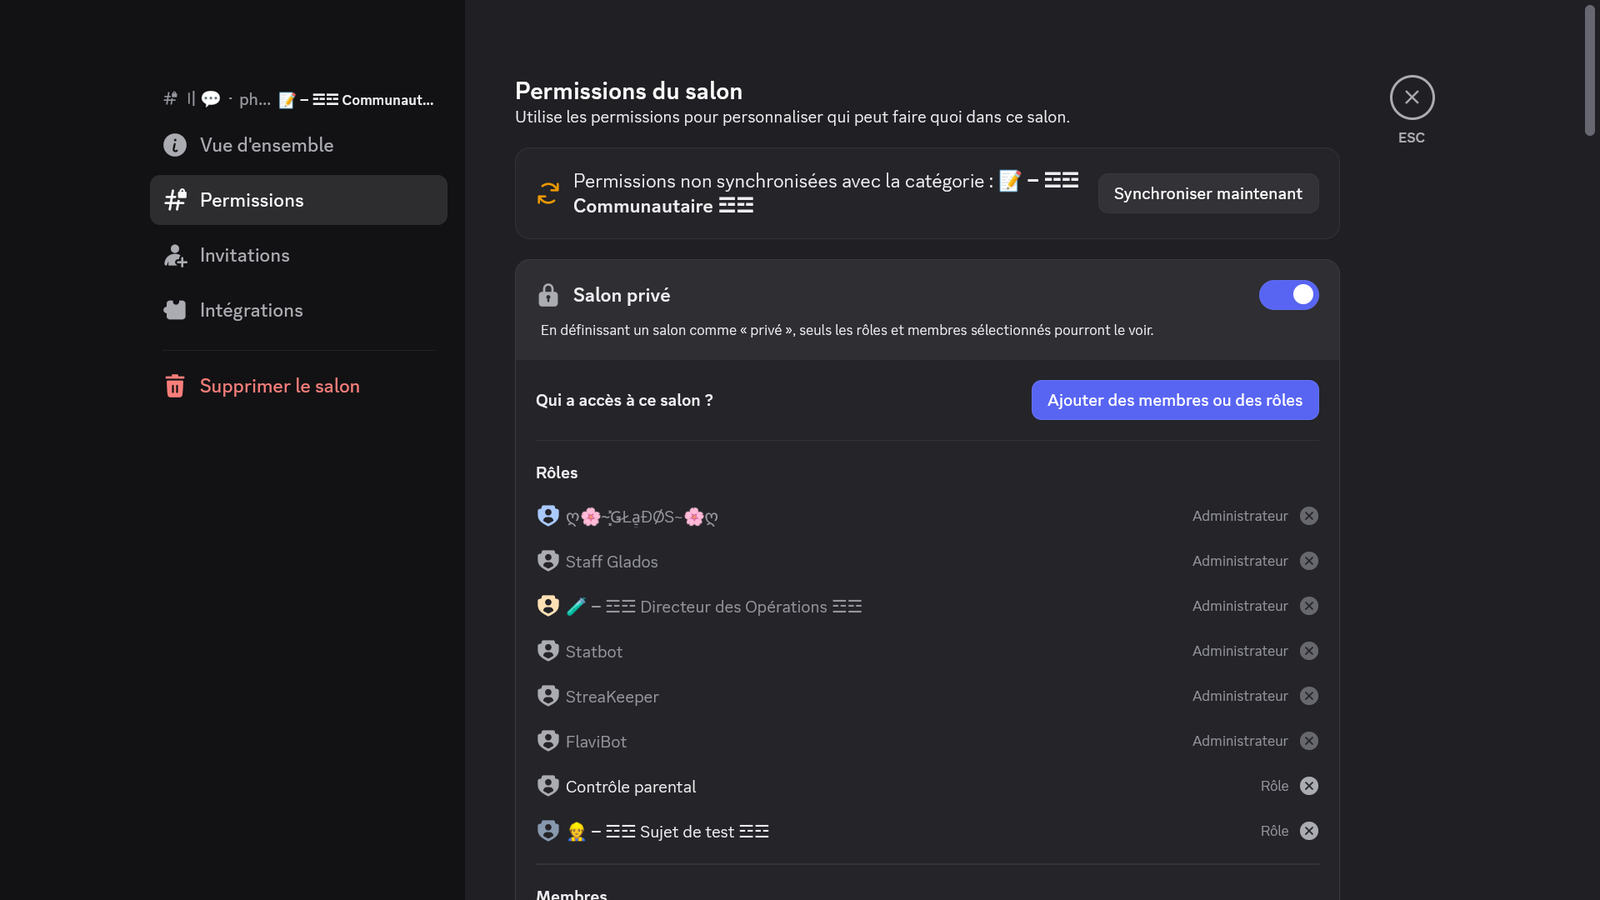 ph... 📝 – ☲☲ Communaut...
Vue d'ensemble
Permissions
Invitations
Intégrations
Supprimer le salon
Permissions du salon
Utilise les permissions pour personnaliser qui peut faire quoi dans ce salon.
Permissions non synchronisées avec la catégorie : 📝 – ☲☲
Communautaire ☲☲
Synchroniser maintenant
ESC
Salon privé
En définissant un salon comme « privé », seuls les rôles et membres sélectionnés pourront le voir.
Qui a accès à ce salon ?
Ajouter des membres ou des rôles
Rôles
ღ🌸~GŁaĐØS~🌸ღ Administrateur
Staff Glados Administrateur
🧪 – ☲☲ Directeur des Opérations ☲☲ Administrateur
Statbot Administrateur
StreaKeeper Administrateur
FlaviBot Administrateur
Contrôle parental Rôle
👷 – ☲☲ Sujet de test ☲☲ Rôle
Membres